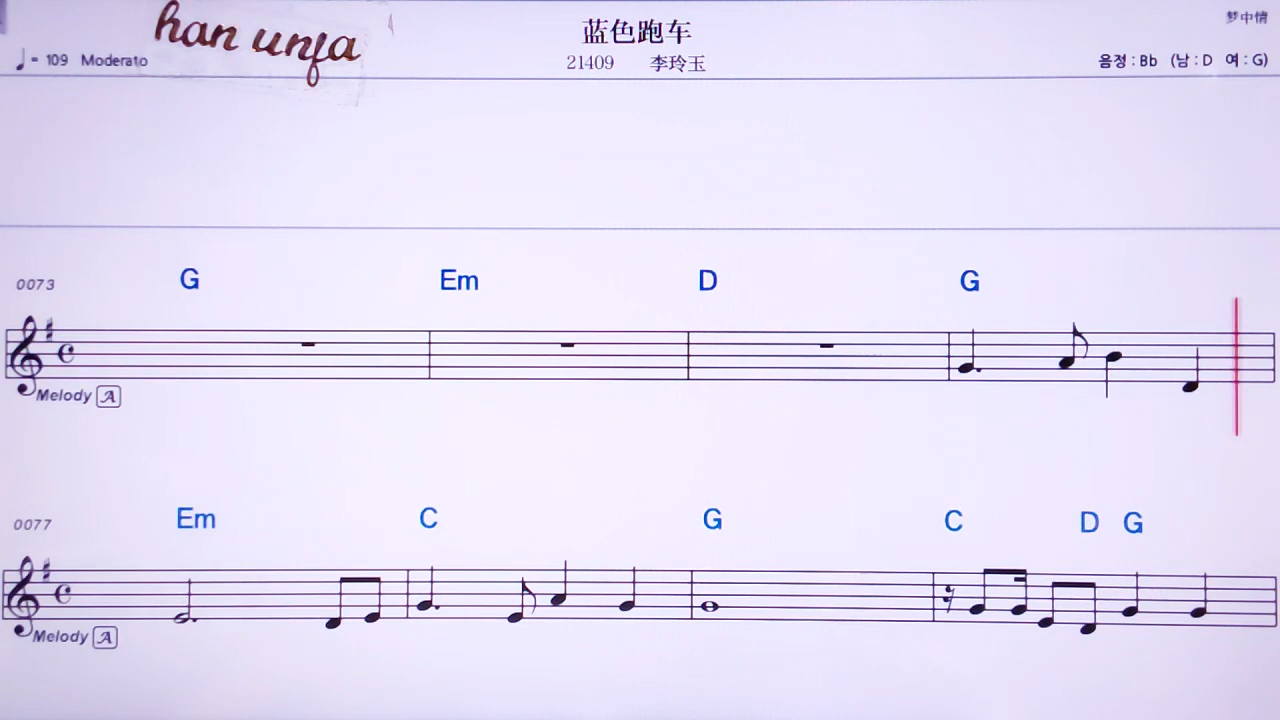 梦中情
han unfa
蓝色跑车
♩= 109 Moderato
21409 李玲玉
음정 : Bb (남 : D 여 : G)
0073
G Em D G
Melody A
0077
Em C G C D G
Melody A